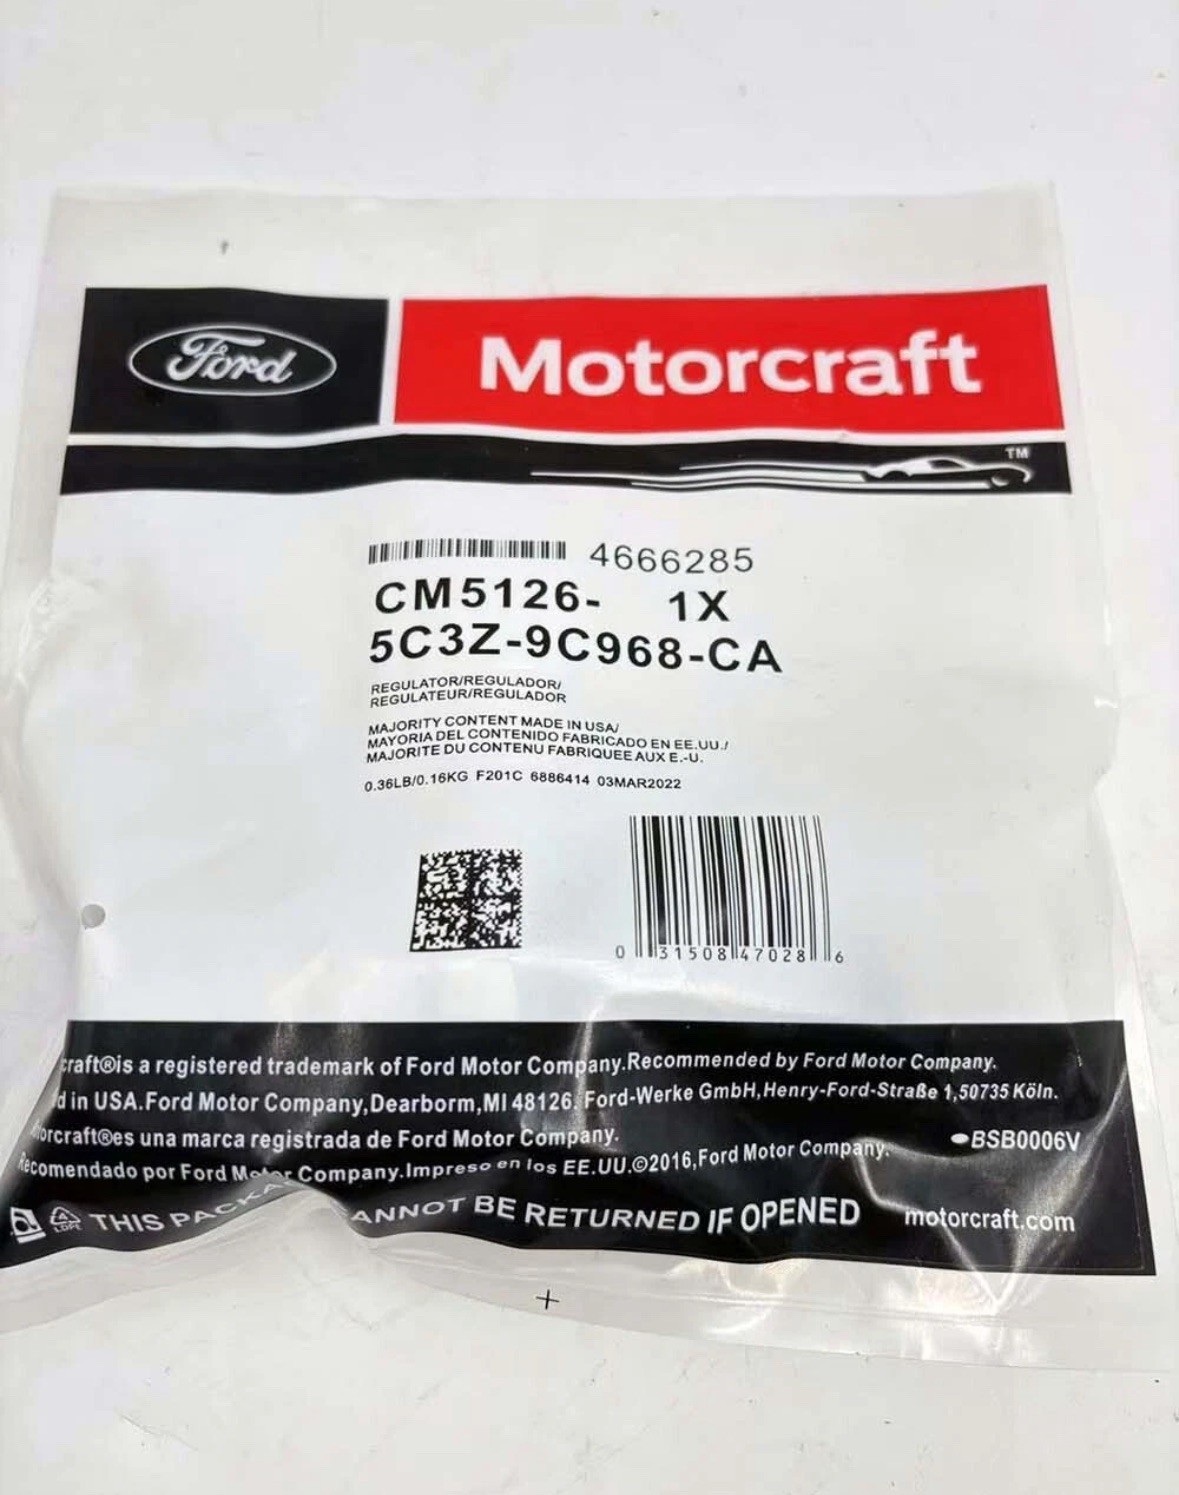 Ford
Motorcraft
TM
4666285
CM5126- 1X
5C3Z-9C968-CA
REGULATOR/REGULADOR/
REGULATEUR/REGULADOR
MAJORITY CONTENT MADE IN USA/
MAYORIA DEL CONTENIDO FABRICADO EN EE.UU./
MAJORITE DU CONTENU FABRIQUEE AUX E.-U.
0.36LB/0.16KG F201C 6886414 03MAR2022
0 31508 47028 6
craft®is a registered trademark of Ford Motor Company.Recommended by Ford Motor Company.
d in USA.Ford Motor Company,Dearborm,MI 48126. Ford-Werke GmbH,Henry-Ford-Straße 1,50735 Köln.
orcraft®es una marca registrada de Ford Motor Company.
Recomendado por Ford Motor Company.Impreso en los EE.UU.©2016,Ford Motor Company.
BSB0006V
4 LDPE THIS PACKA ANNOT BE RETURNED IF OPENED motorcraft.com